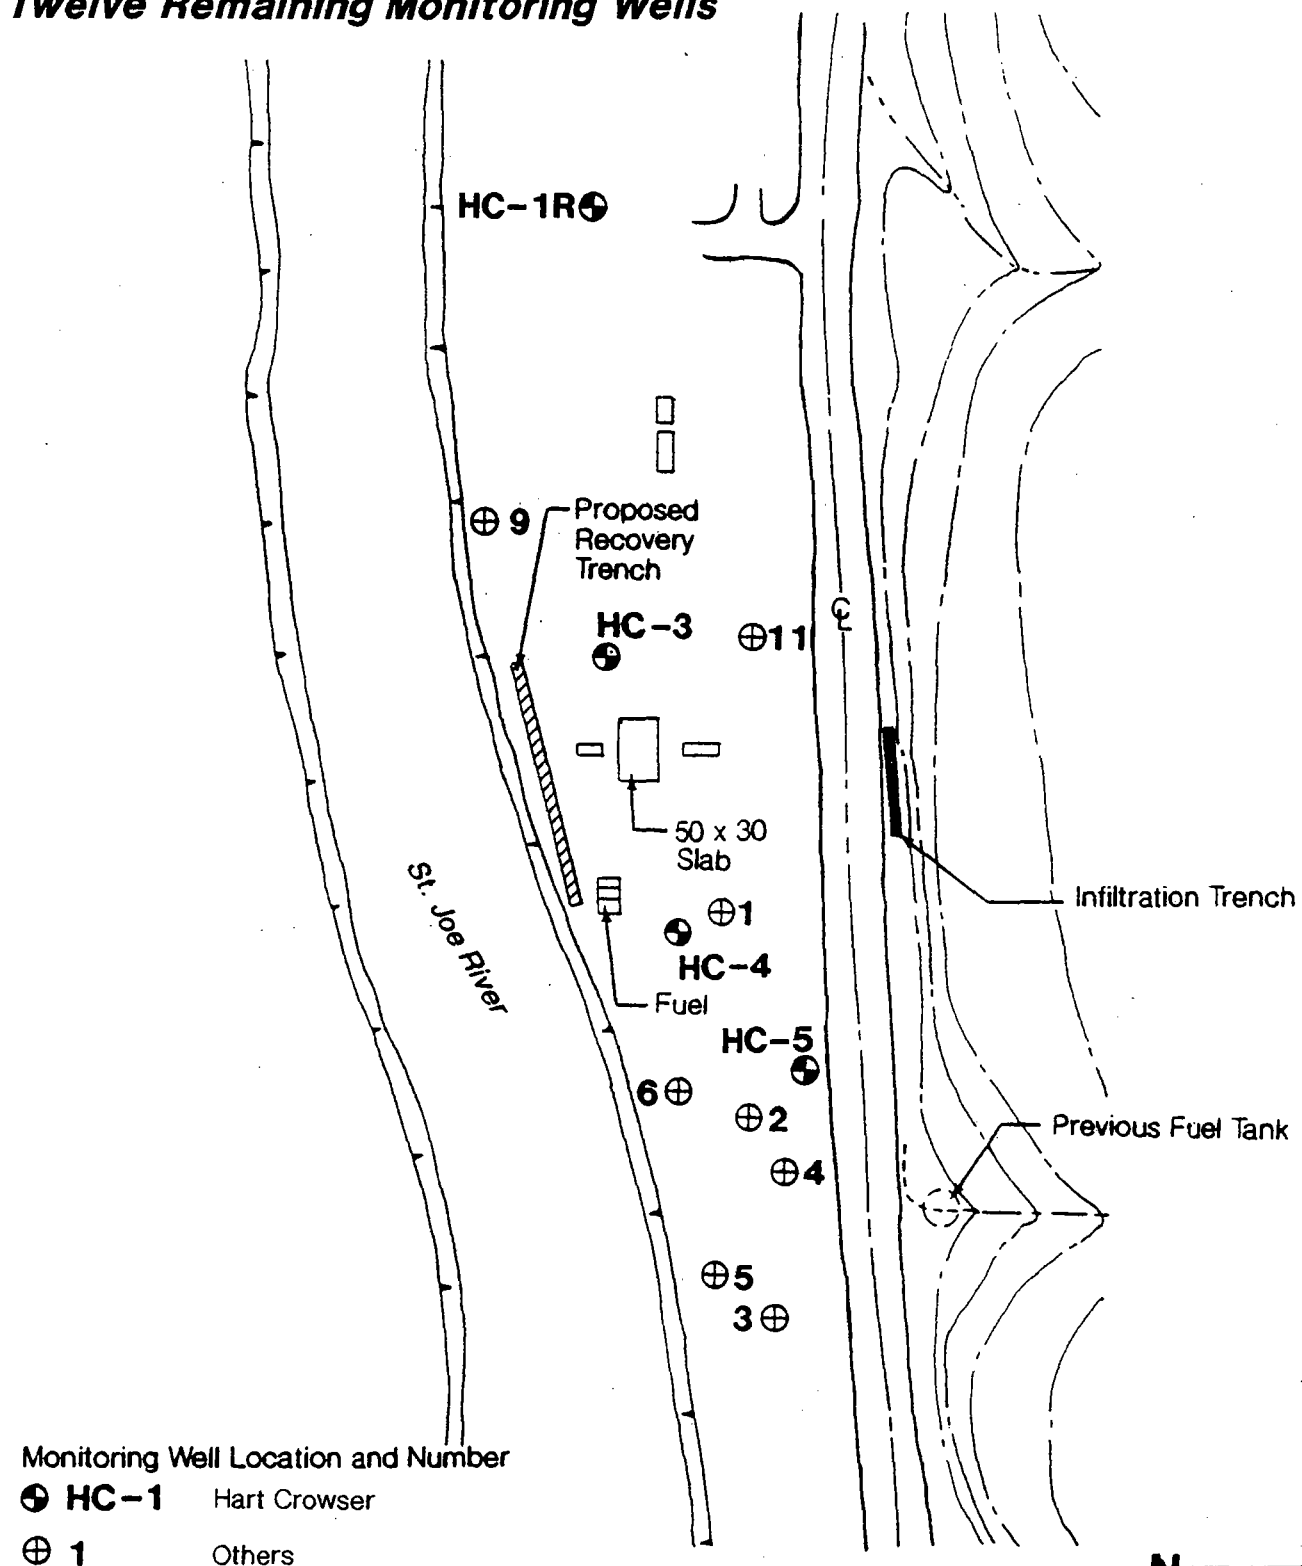 Twelve Remaining Monitoring Wells
HC-1R
9
Proposed
Recovery
Trench
HC-3
11
℄
50 x 30
Slab
Infiltration Trench
1
HC-4
St. Joe River
Fuel
HC-5
6
2
Previous Fuel Tank
4
5
3
Monitoring Well Location and Number
HC-1 Hart Crowser
1 Others
N